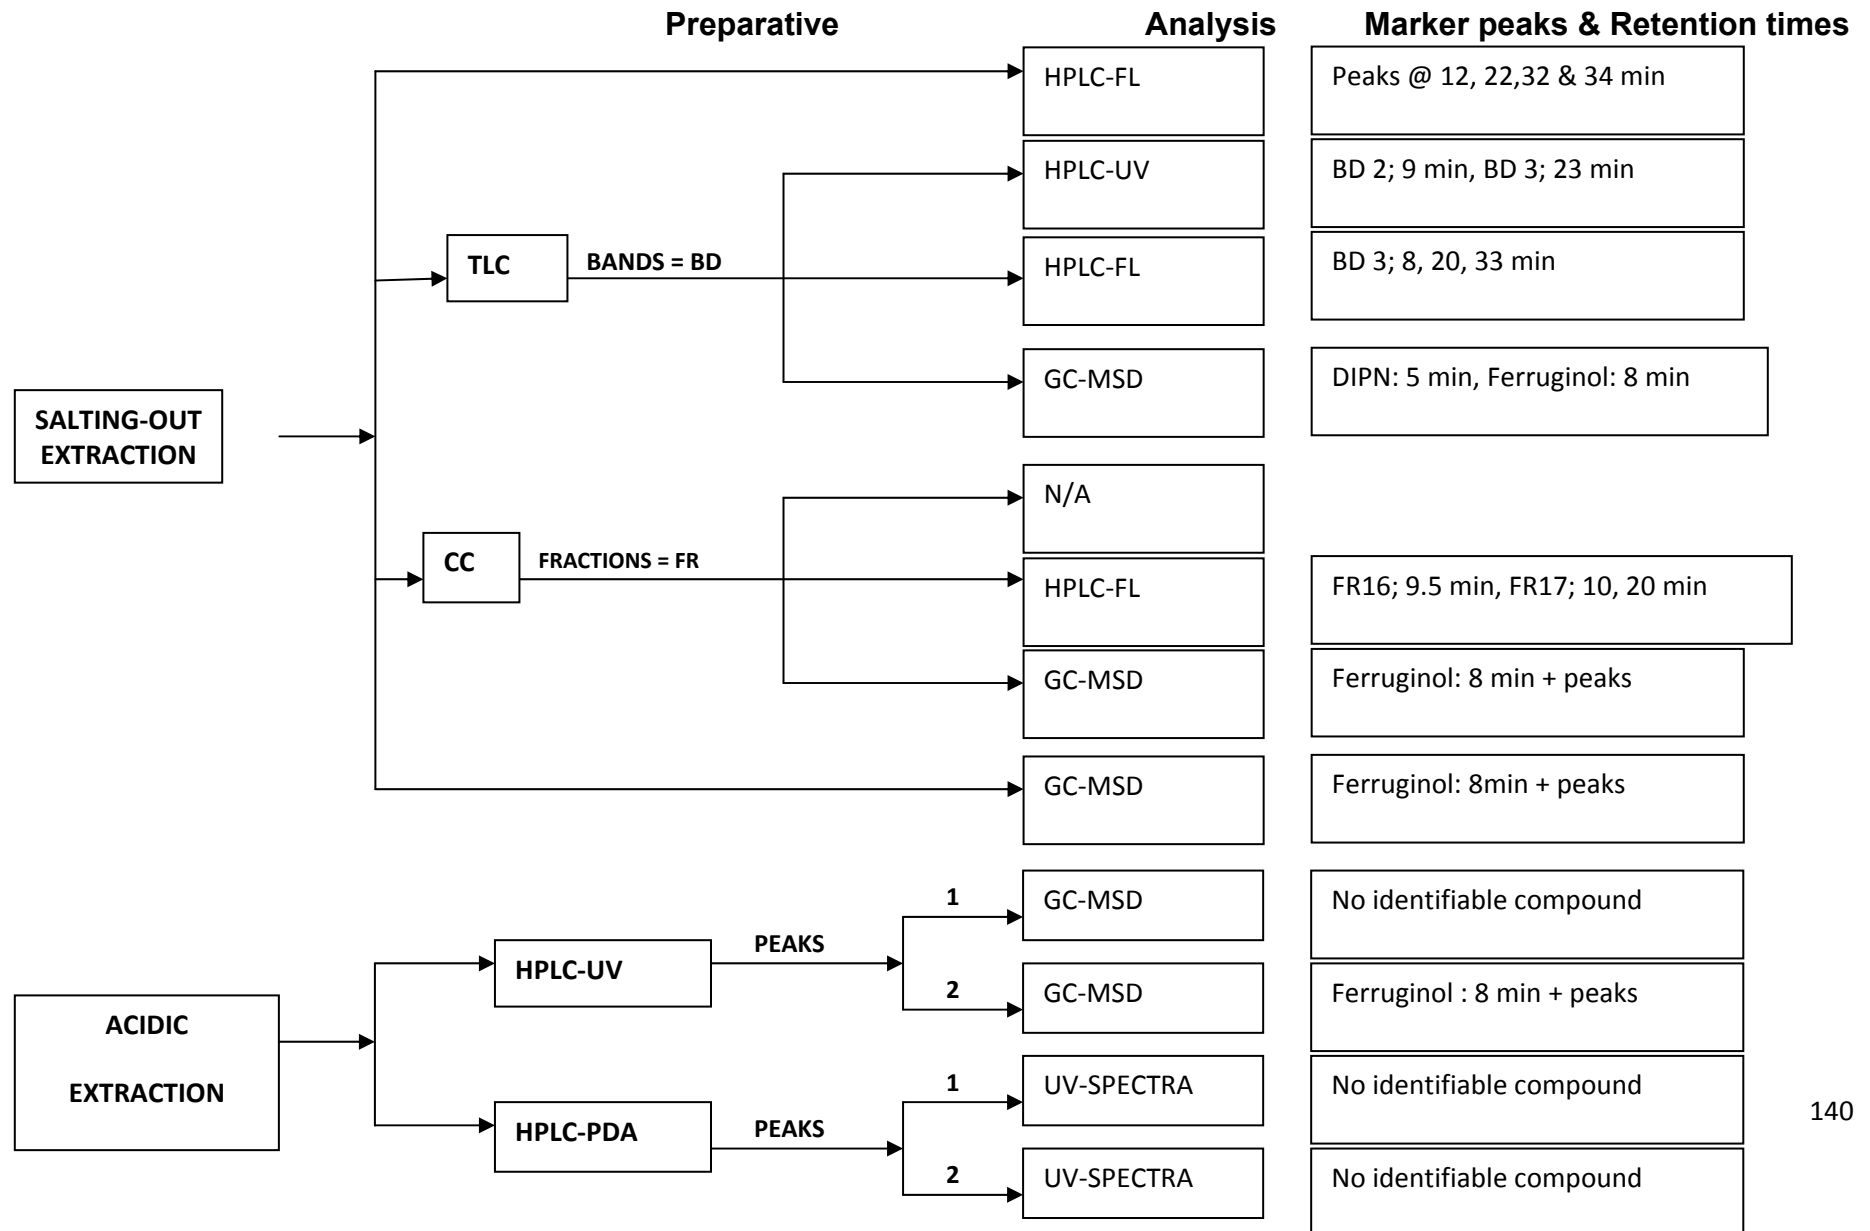 Preparative Analysis Marker peaks & Retention times
HPLC-FL Peaks @ 12, 22,32 & 34 min
HPLC-UV BD 2; 9 min, BD 3; 23 min
TLC BANDS = BD HPLC-FL BD 3; 8, 20, 33 min
GC-MSD DIPN: 5 min, Ferruginol: 8 min
SALTING-OUT
EXTRACTION
N/A
CC FRACTIONS = FR HPLC-FL FR16; 9.5 min, FR17; 10, 20 min
GC-MSD Ferruginol: 8 min + peaks
GC-MSD Ferruginol: 8min + peaks
1 GC-MSD No identifiable compound
HPLC-UV PEAKS
2 GC-MSD Ferruginol : 8 min + peaks
ACIDIC
EXTRACTION
1 UV-SPECTRA No identifiable compound
HPLC-PDA PEAKS
2 UV-SPECTRA No identifiable compound
140